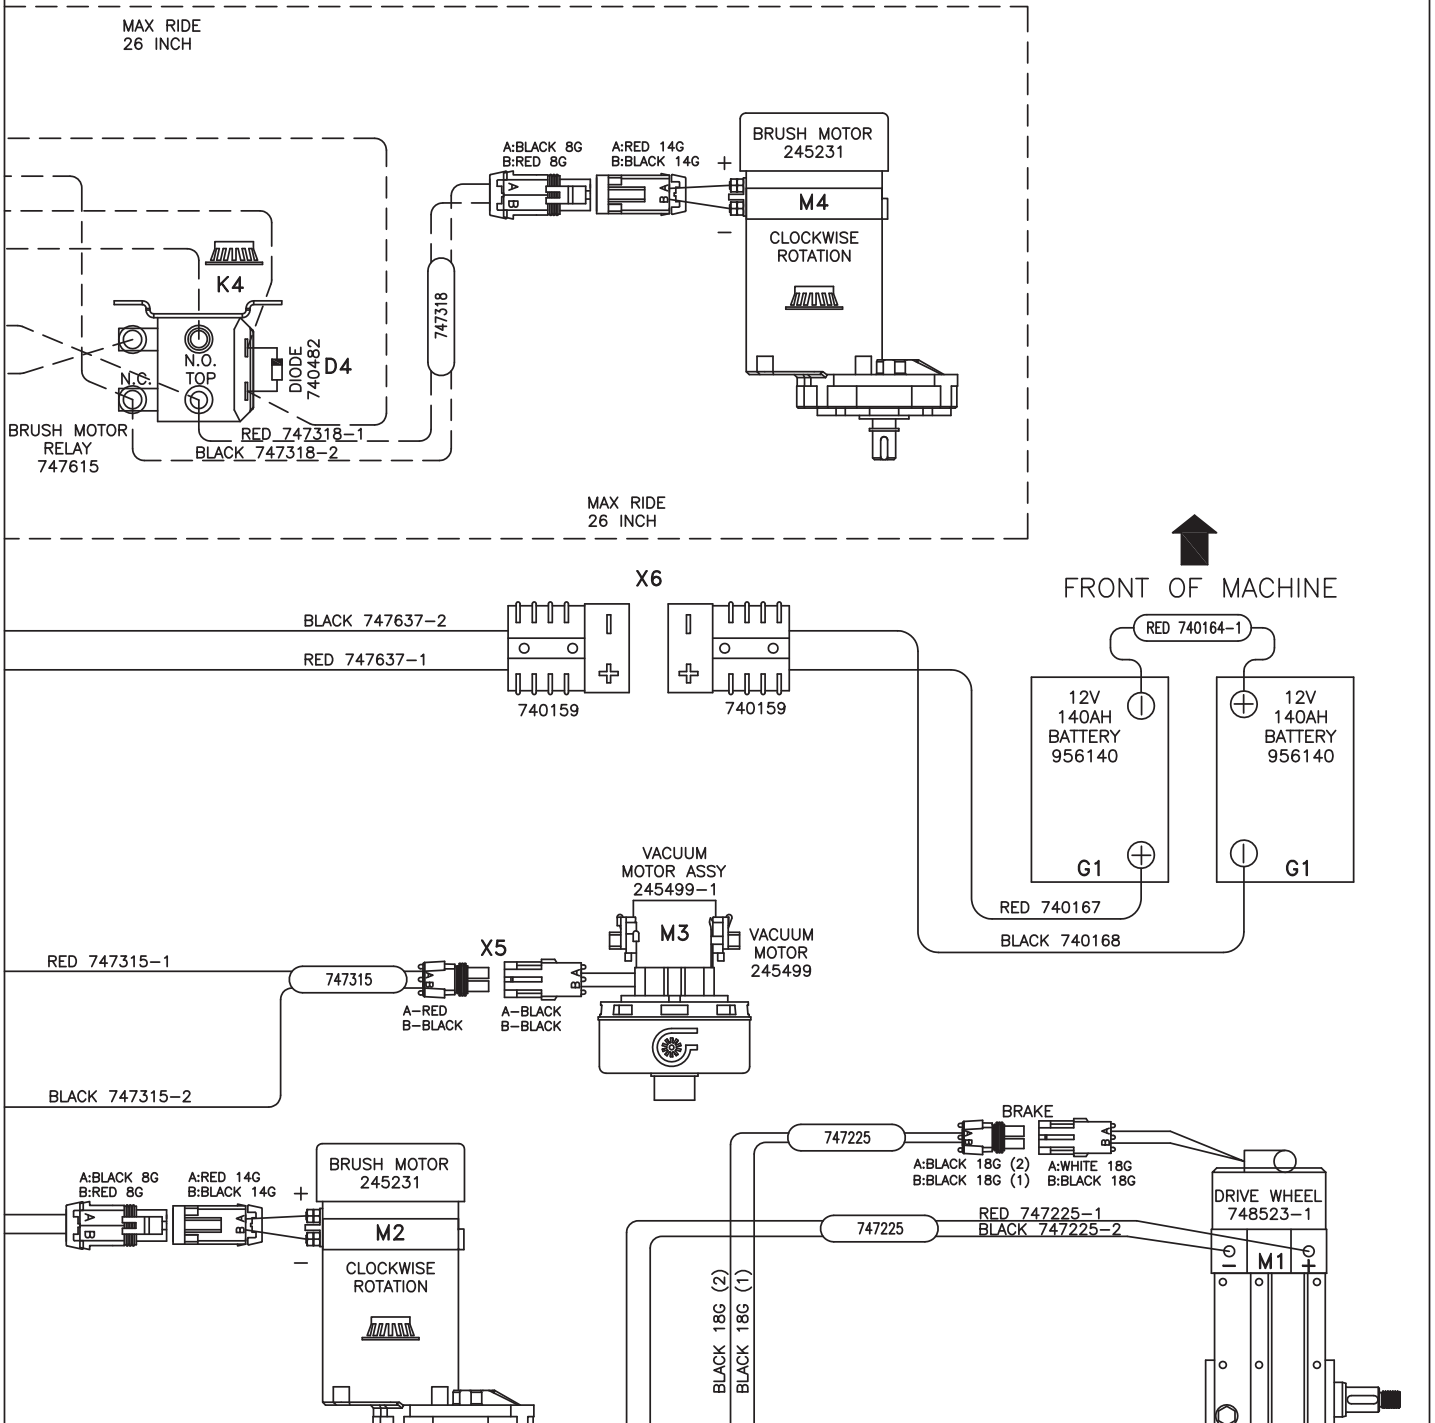 MAX RIDE
26 INCH
A:BLACK 8G
B:RED 8G
A:RED 14G
B:BLACK 14G
+
−
A
B
A
B
BRUSH MOTOR
245231
M4
CLOCKWISE
ROTATION
K4
N.O.
TOP
N.C.
DIODE
740482
D4
747318
BRUSH MOTOR
RELAY
747615
RED 747318-1
BLACK 747318-2
MAX RIDE
26 INCH
FRONT OF MACHINE
X6
BLACK 747637-2
RED 747637-1
740159
740159
RED 740164-1
12V
140AH
BATTERY
956140
G1
12V
140AH
BATTERY
956140
G1
RED 740167
BLACK 740168
VACUUM
MOTOR ASSY
245499-1
M3
VACUUM
MOTOR
245499
X5
RED 747315-1
747315
A
B
A
B
A-RED
B-BLACK
A-BLACK
B-BLACK
BLACK 747315-2
BRAKE
747225
A
B
A
B
A:BLACK 18G (2)
B:BLACK 18G (1)
A:WHITE 18G
B:BLACK 18G
DRIVE WHEEL
748523-1
RED 747225-1
BLACK 747225-2
747225
−
M1
+
A:BLACK 8G
B:RED 8G
A:RED 14G
B:BLACK 14G
+
−
A
B
A
B
BRUSH MOTOR
245231
M2
CLOCKWISE
ROTATION
BLACK 18G (2)
BLACK 18G (1)